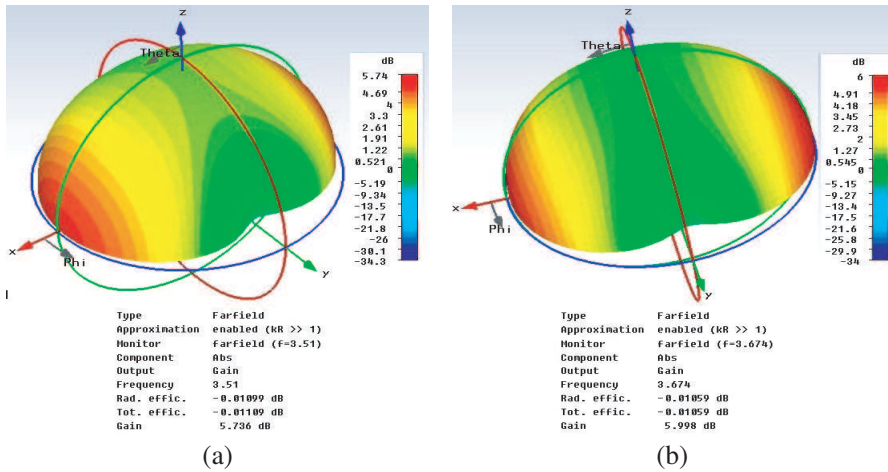 z
Theta
x
Phi
y
dB
5.74
4.69
4
3.3
2.61
1.91
1.22
0.521
0
-5.19
-9.34
-13.5
-17.7
-21.8
-26
-30.1
-34.3
Type Farfield
Approximation enabled (kR >> 1)
Monitor farfield (f=3.51)
Component Abs
Output Gain
Frequency 3.51
Rad. effic. -0.01099 dB
Tot. effic. -0.01109 dB
Gain 5.736 dB
(a)
z
Theta
x
Phi
y
dB
6
4.91
4.18
3.45
2.73
2
1.27
0.545
0
-5.15
-9.27
-13.4
-17.5
-21.6
-25.8
-29.9
-34
Type Farfield
Approximation enabled (kR >> 1)
Monitor farfield (f=3.674)
Component Abs
Output Gain
Frequency 3.674
Rad. effic. -0.01059 dB
Tot. effic. -0.01059 dB
Gain 5.998 dB
(b)